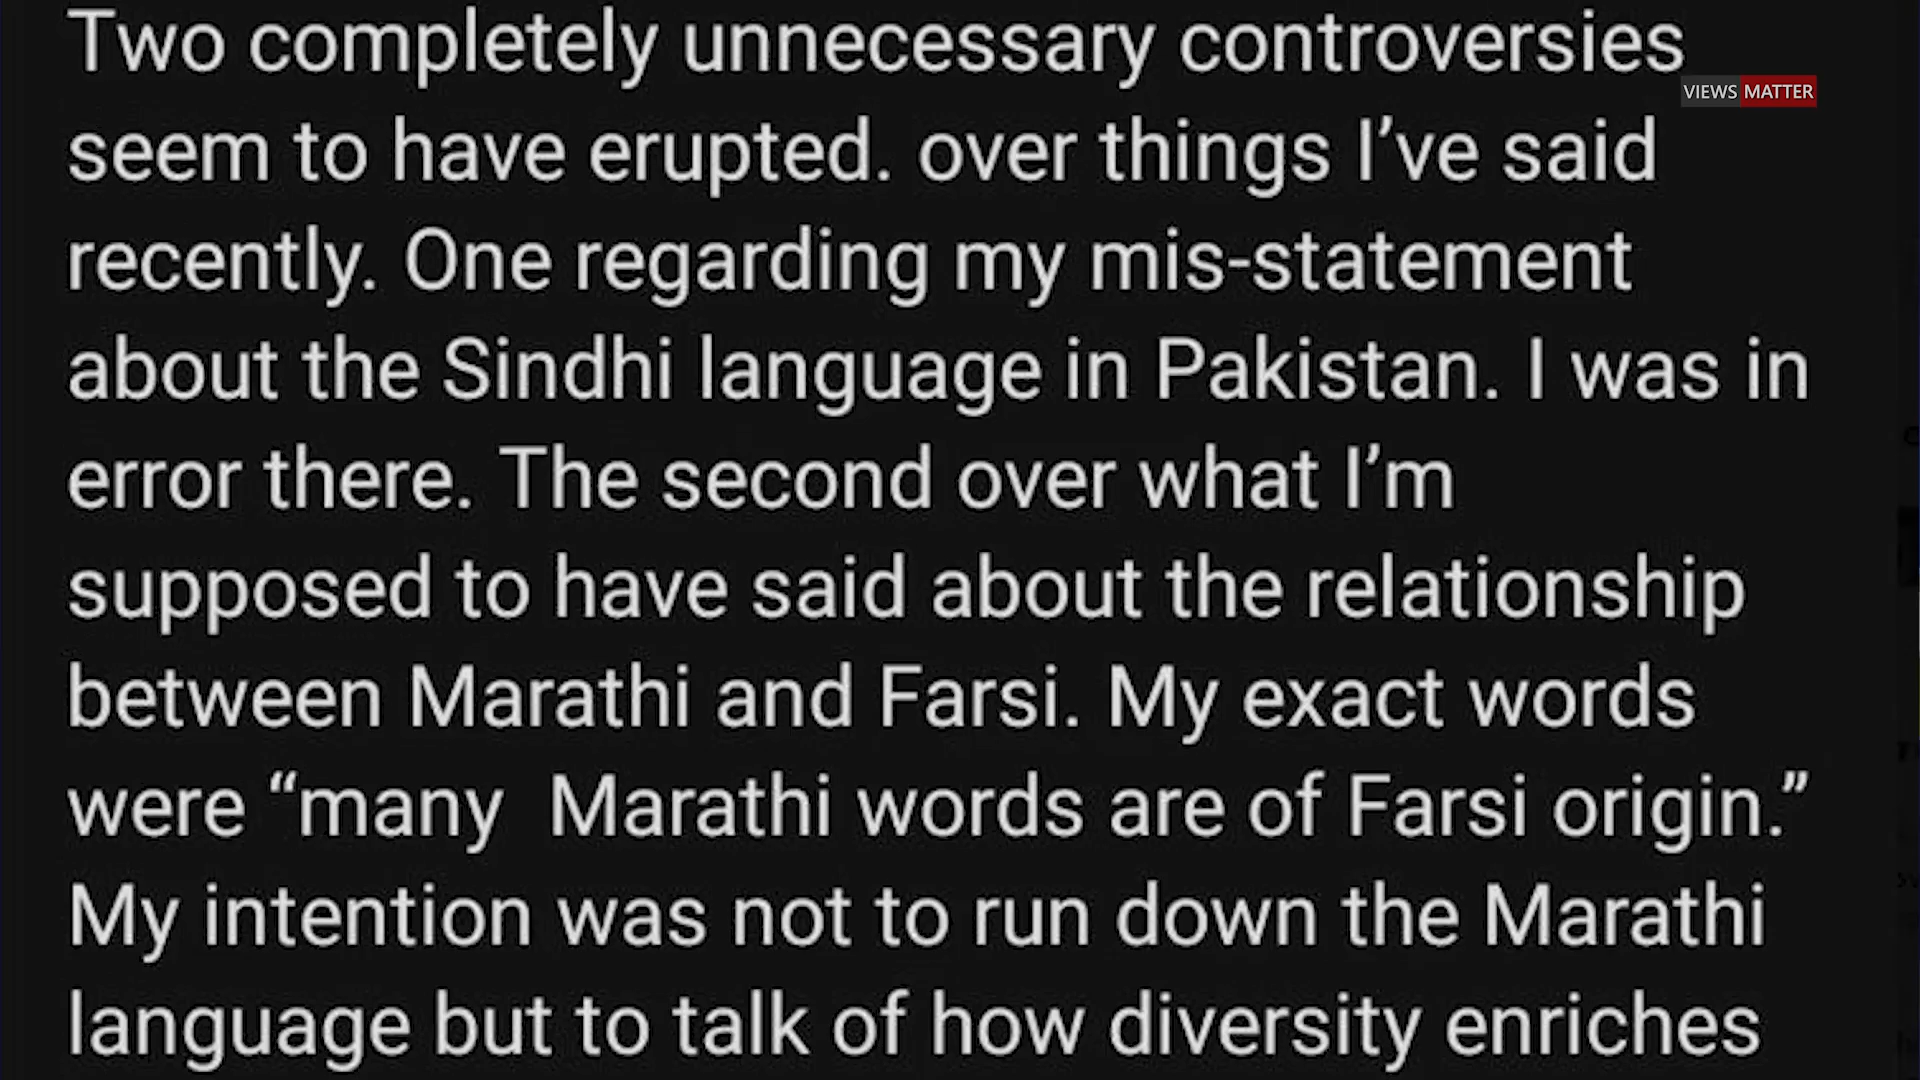 Two completely unnecessary controversies
VIEWS MATTER
seem to have erupted. over things I’ve said
recently. One regarding my mis-statement
about the Sindhi language in Pakistan. I was in
error there. The second over what I’m
supposed to have said about the relationship
between Marathi and Farsi. My exact words
were “many  Marathi words are of Farsi origin.”
My intention was not to run down the Marathi
language but to talk of how diversity enriches